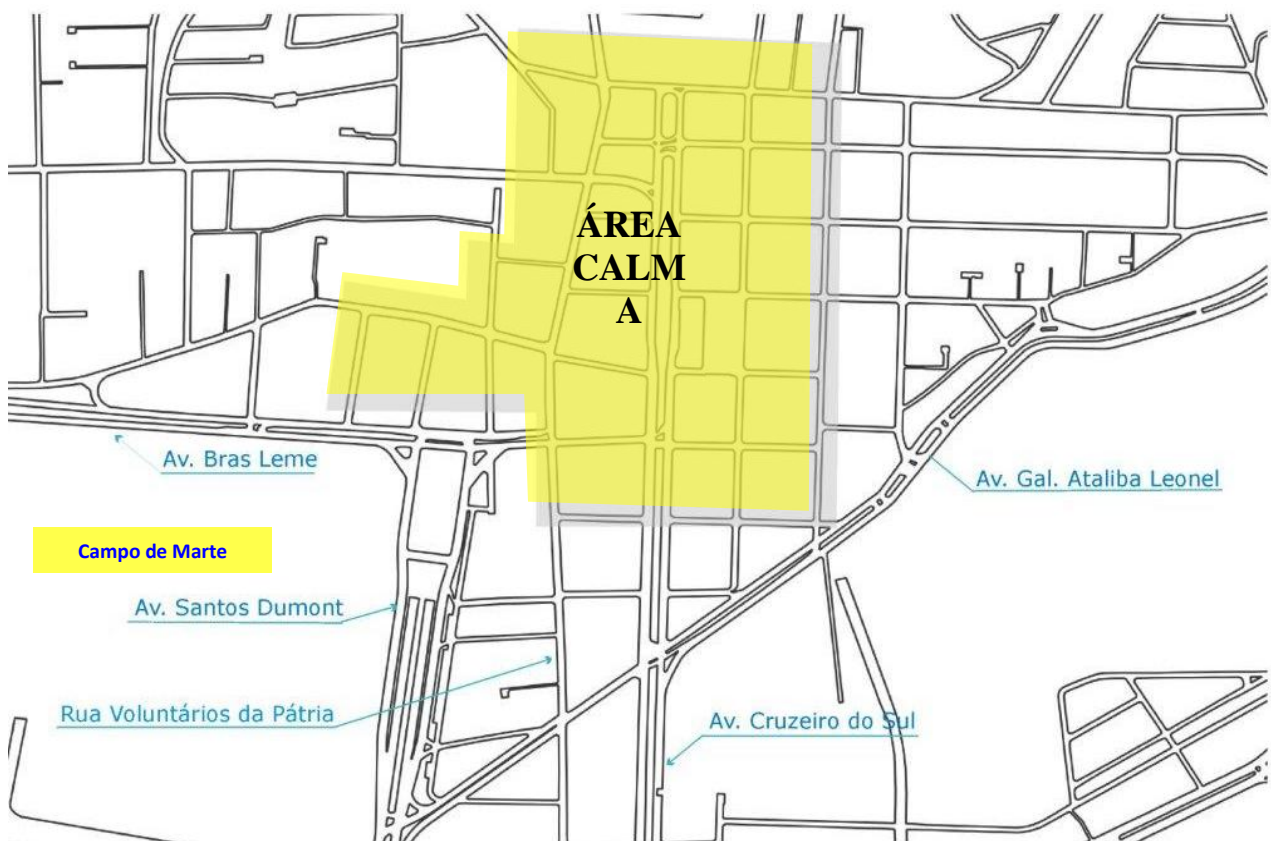 ÁREA
CALM
A
Av. Bras Leme
Av. Gal. Ataliba Leonel
Campo de Marte
Av. Santos Dumont
Rua Voluntários da Pátria
Av. Cruzeiro do Sul